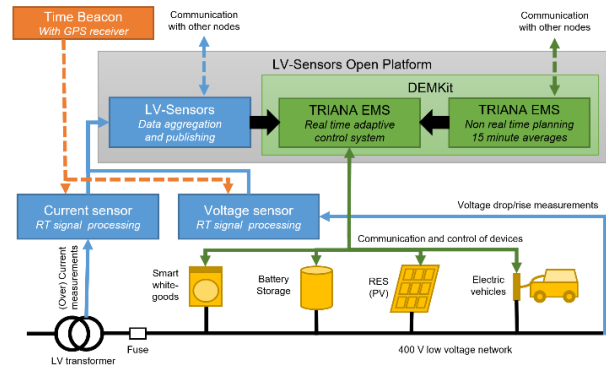 Time Beacon
With GPS receiver
Communication
with other nodes
Communication
with other nodes
LV-Sensors Open Platform
DEMKit
LV-Sensors
Data aggregation
and publishing
TRIANA EMS
Real time adaptive
control system
TRIANA EMS
Non real time planning
15 minute averages
Current sensor
RT signal processing
Voltage sensor
RT signal processing
Voltage drop/rise measurements
(Over) Current
measurements
Communication and control of devices
Smart
white-
goods
Battery
Storage
RES
(PV)
Electric
vehicles
LV transformer
Fuse
400 V low voltage network